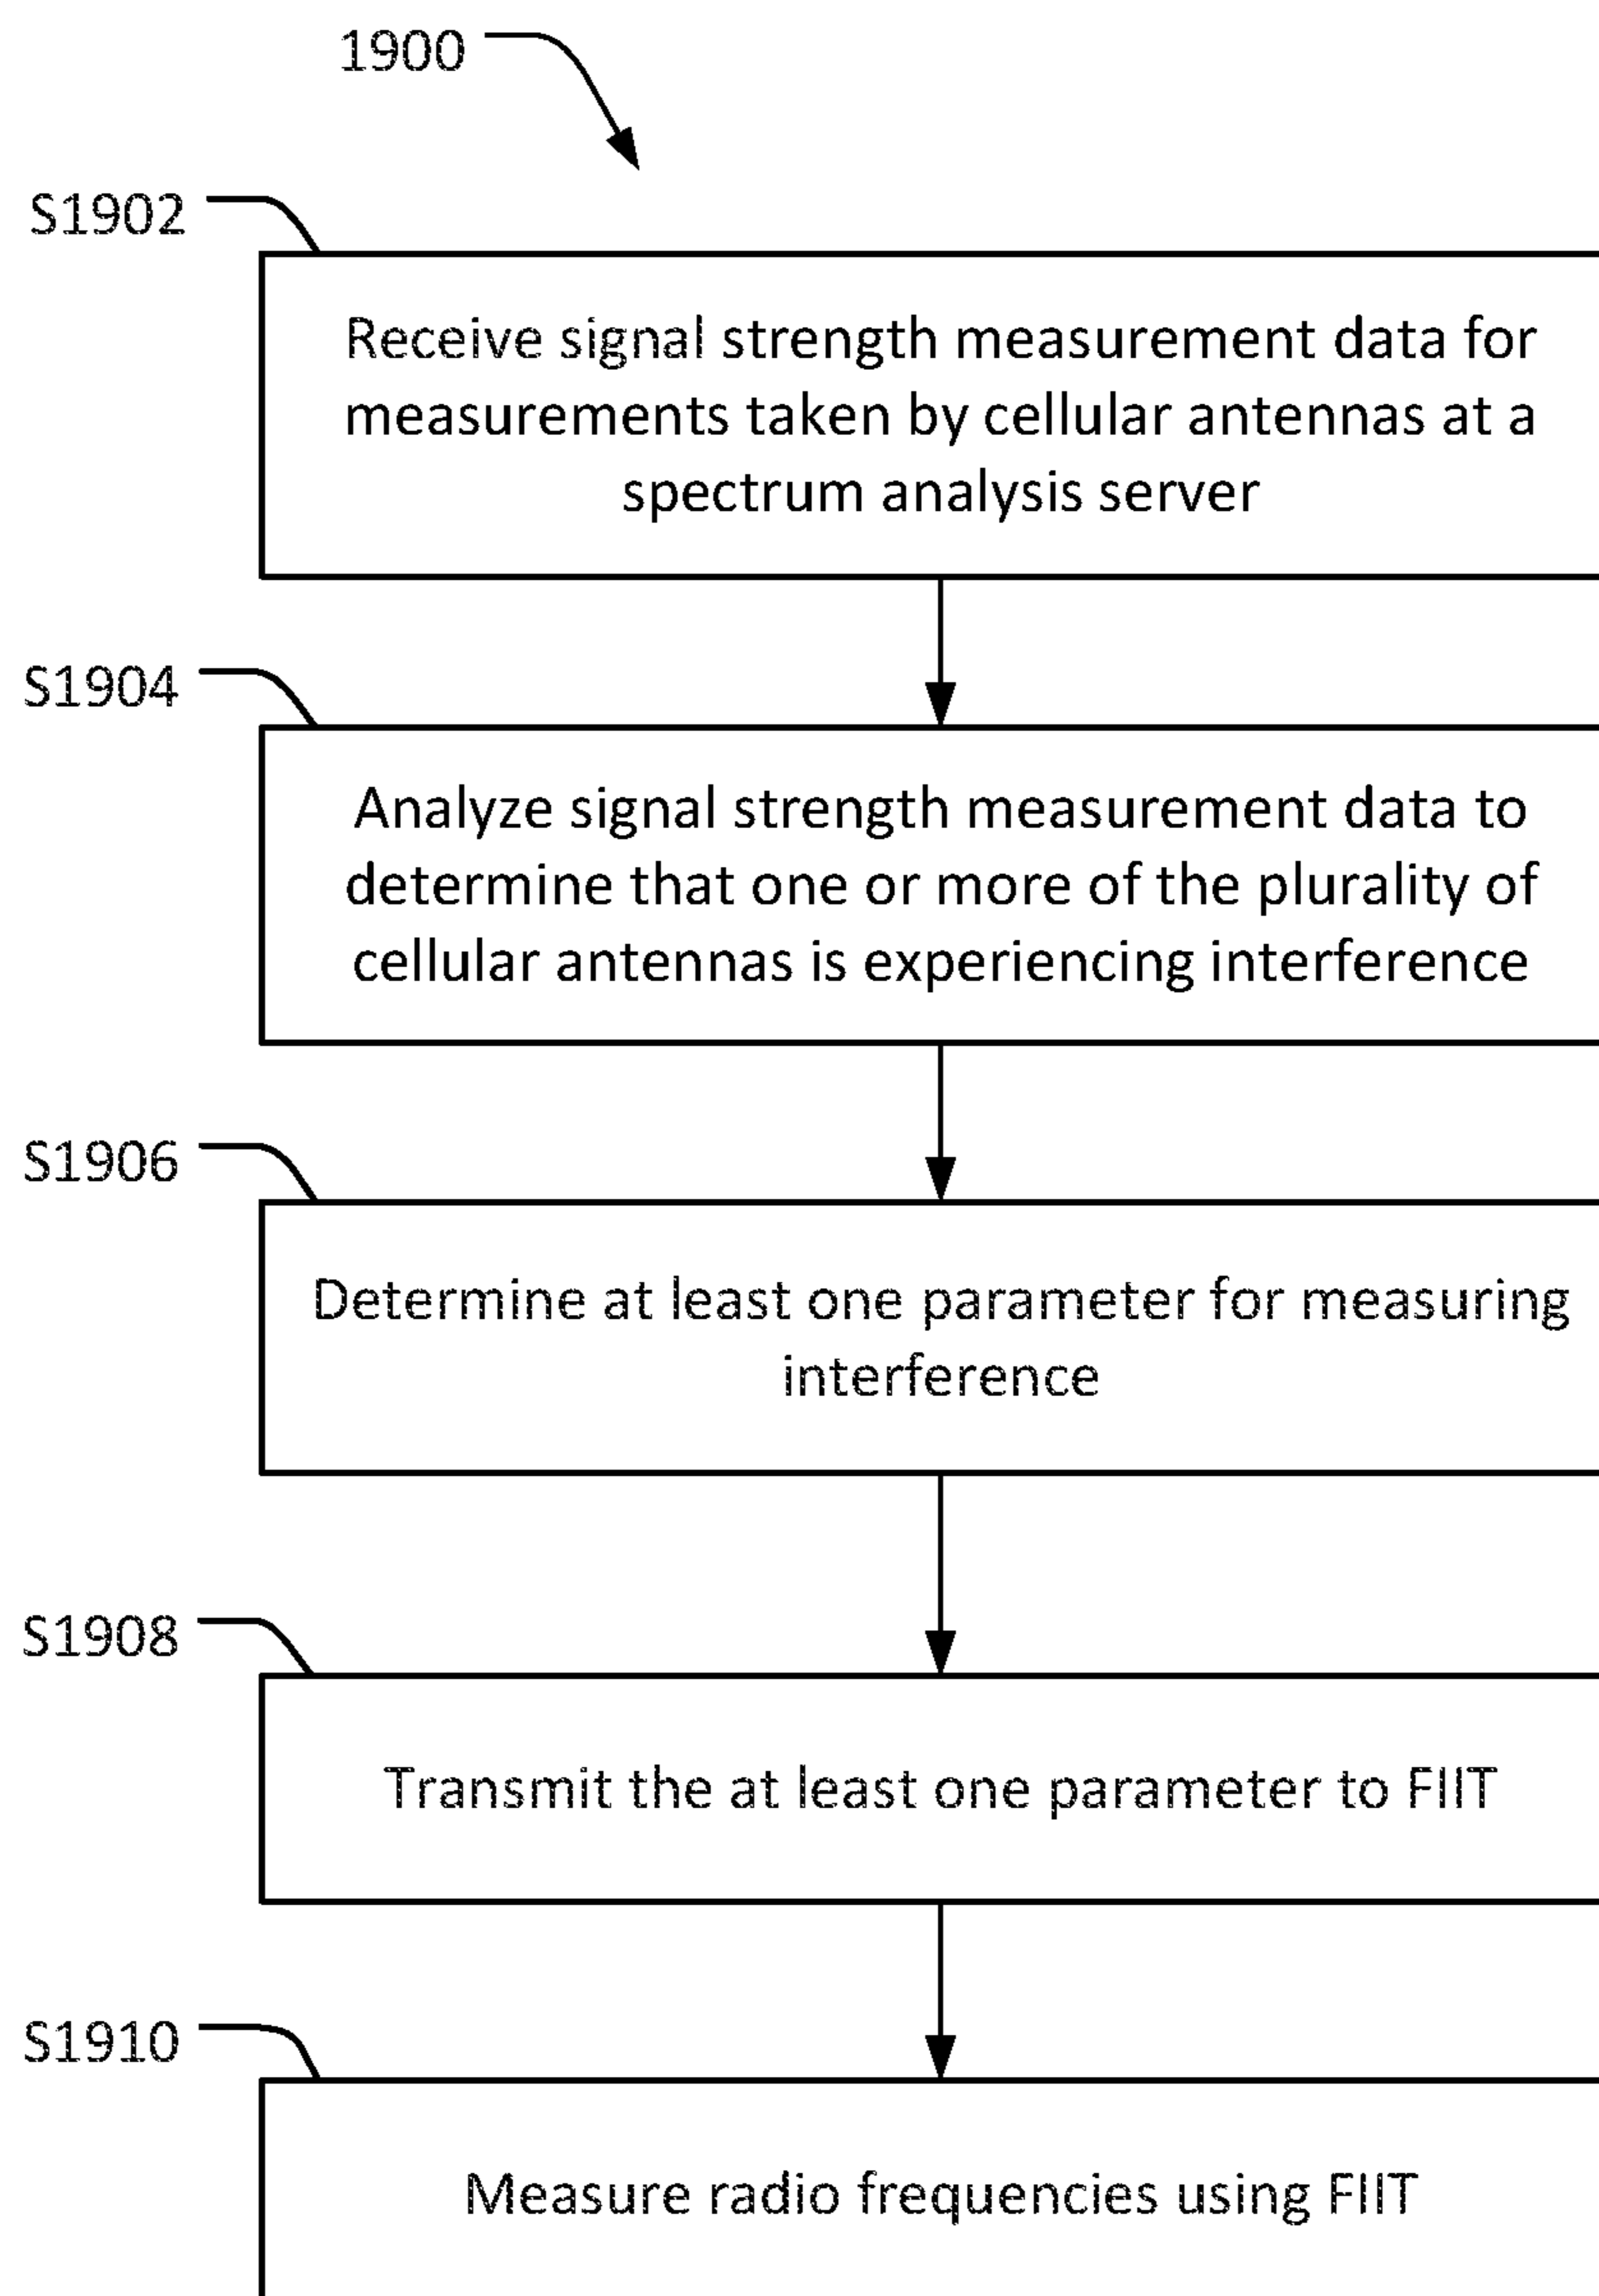 1900
S1902
Receive signal strength measurement data for
measurements taken by cellular antennas at a
spectrum analysis server
S1904
Analyze signal strength measurement data to
determine that one or more of the plurality of
cellular antennas is experiencing interference
S1906
Determine at least one parameter for measuring
interference
S1908
Transmit the at least one parameter to FIIT
S1910
Measure radio frequencies using FIIT